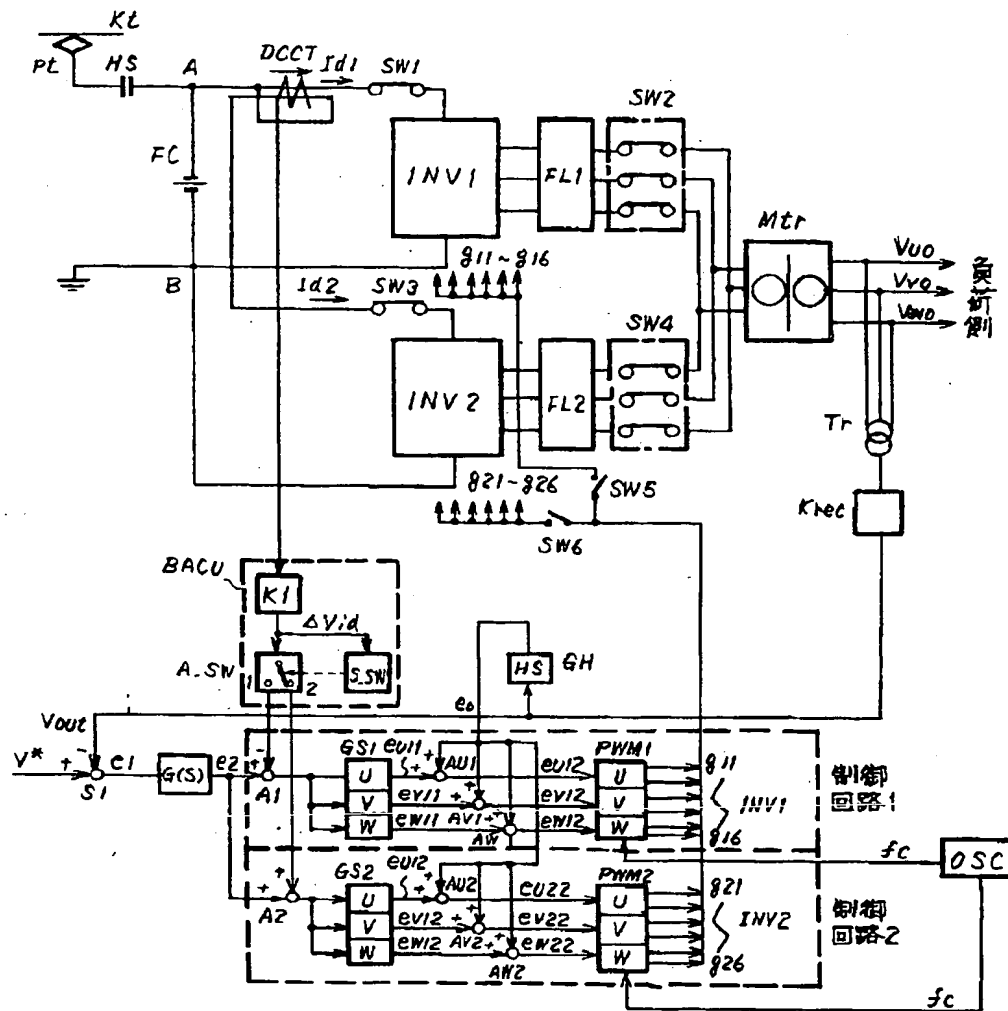 Kt
Pt
HS
A
DCCT
Id1
SW1
SW2
FC
INV1
FL1
Mtr
g11~g16
B
Id2
SW3
SW4
VUO
VVO
VWO
負
側
INV2
FL2
Tr
g21~g26
SW5
SW6
Krec
BACU
K1
ΔVid
A_SW
1
2
S_SW
HS
GH
Vout
e0
V*
+
-
S1
e1
G(S)
e2
+
-
A1
GS1
eU11
+
+
AU1
eU12
PWM1
g11
制御
回路1
U
V
W
eV11
+
+
AV1
eV12
U
V
W
INV1
eW11
+
+
AW
eW12
g16
fc
OSC
GS2
eU12
+
+
AU2
eU22
PWM2
g21
制御
回路2
+
+
A2
U
V
W
eV12
+
+
AV2
eV22
U
V
W
INV2
eW12
+
+
AW2
eW22
g26
fc